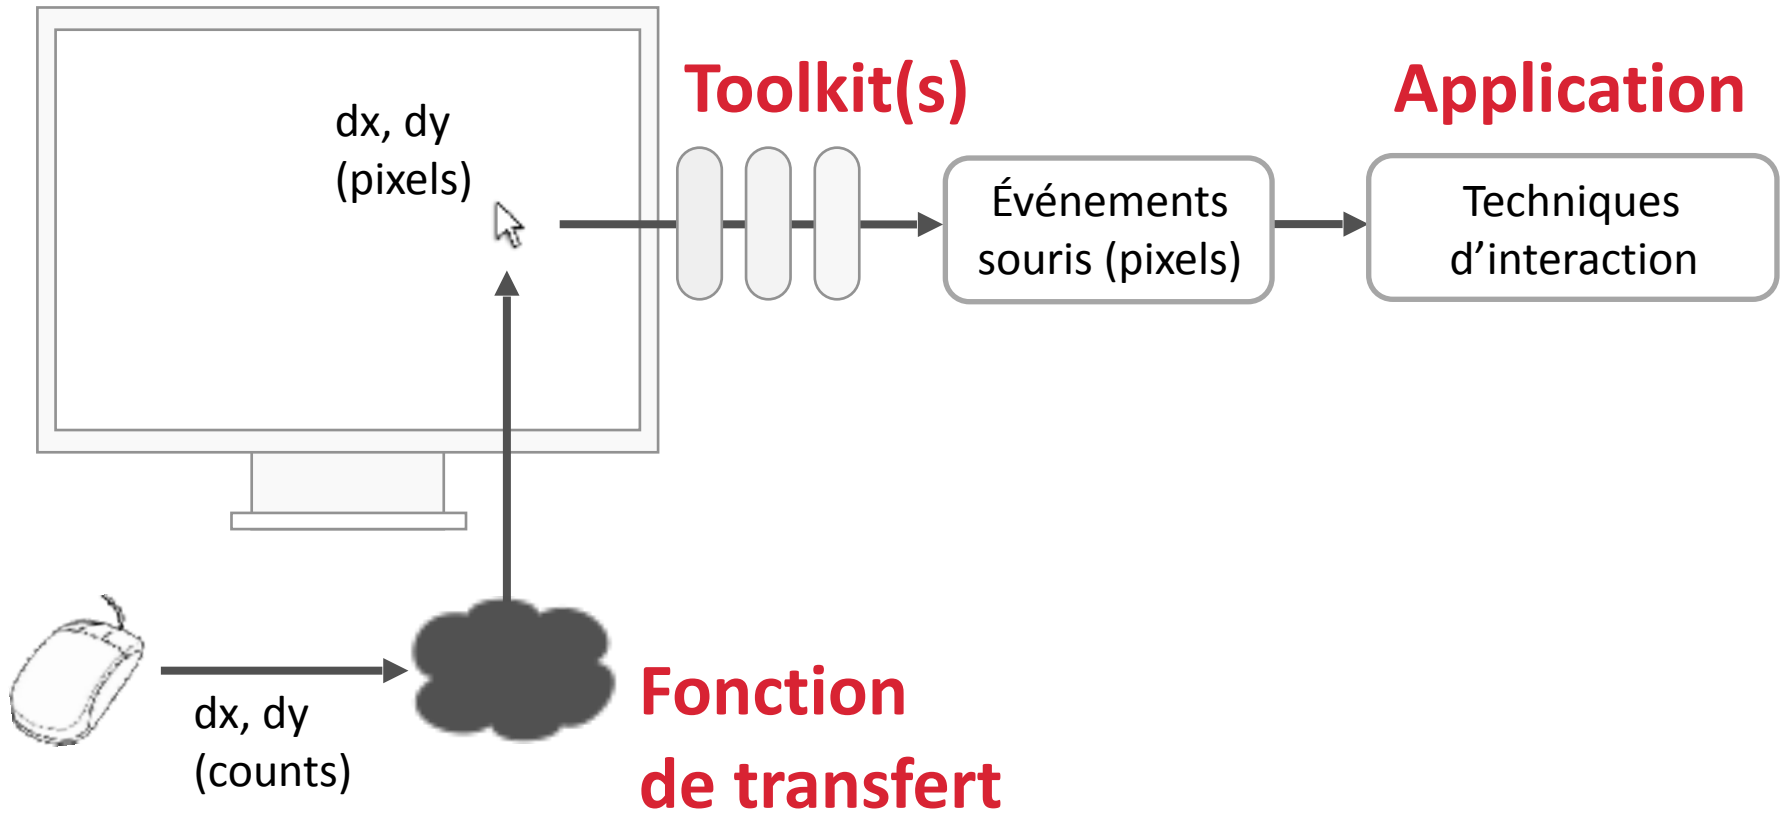 Toolkit(s)
Application
dx, dy
(pixels)
Événements
souris (pixels)
Techniques
d’interaction
dx, dy
(counts)
Fonction
de transfert